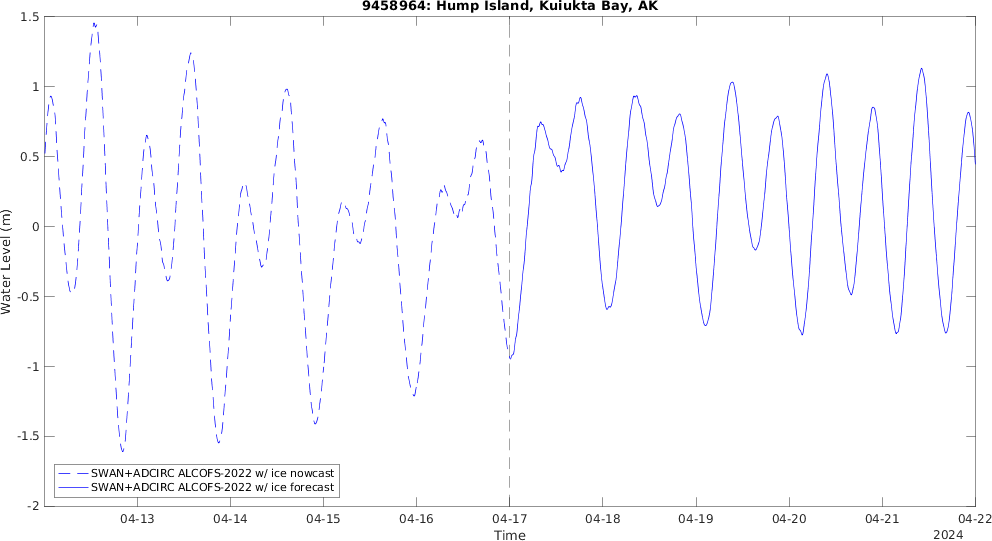 9458964: Hump Island, Kuiukta Bay, AK
Water Level (m)
1.5
1
0.5
0
-0.5
-1
-1.5
-2
SWAN+ADCIRC ALCOFS-2022 w/ ice nowcast
SWAN+ADCIRC ALCOFS-2022 w/ ice forecast
04-13 04-14 04-15 04-16 04-17 04-18 04-19 04-20 04-21 04-22
Time
2024